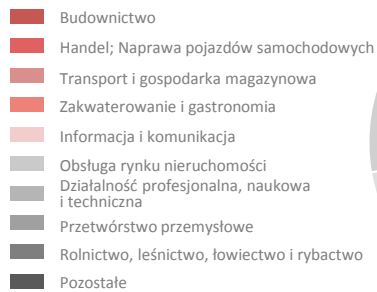 Budownictwo
Handel; Naprawa pojazdów samochodowych
Transport i gospodarka magazynowa
Zakwaterowanie i gastronomia
Informacja i komunikacja
Obsługa rynku nieruchomości
Działalność profesjonalna, naukowa
i techniczna
Przetwórstwo przemysłowe
Rolnictwo, leśnictwo, łowiectwo i rybactwo
Pozostałe